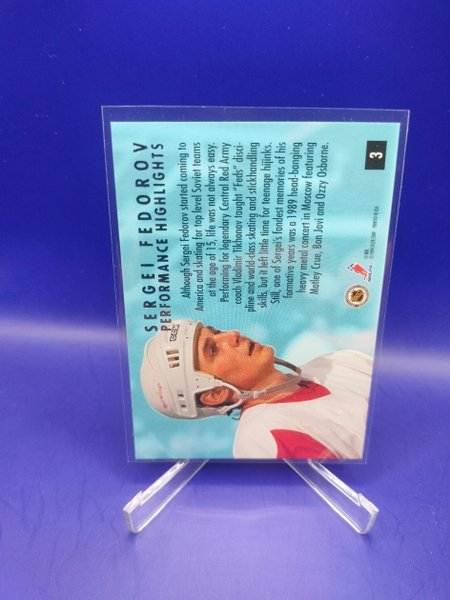 SERGEI FEDOROV
PERFORMANCE HIGHLIGHTS
Although Sergei Fedorov started coming to
America and skating for top level Soviet teams
at the age of 15, life was not always easy.
Performing for legendary Central Red Army
coach Vladimir Tikhonov taught "Feds" disci-
pline and world-class skating and stickhandling
skills, but it left little time for teenage hijinks.
Still, one of Sergei's fondest memories of his
formative years was a 1989 head-banging
heavy metal concert in Moscow featuring
Motley Crue, Bon Jovi and Ozzy Osborne.
3